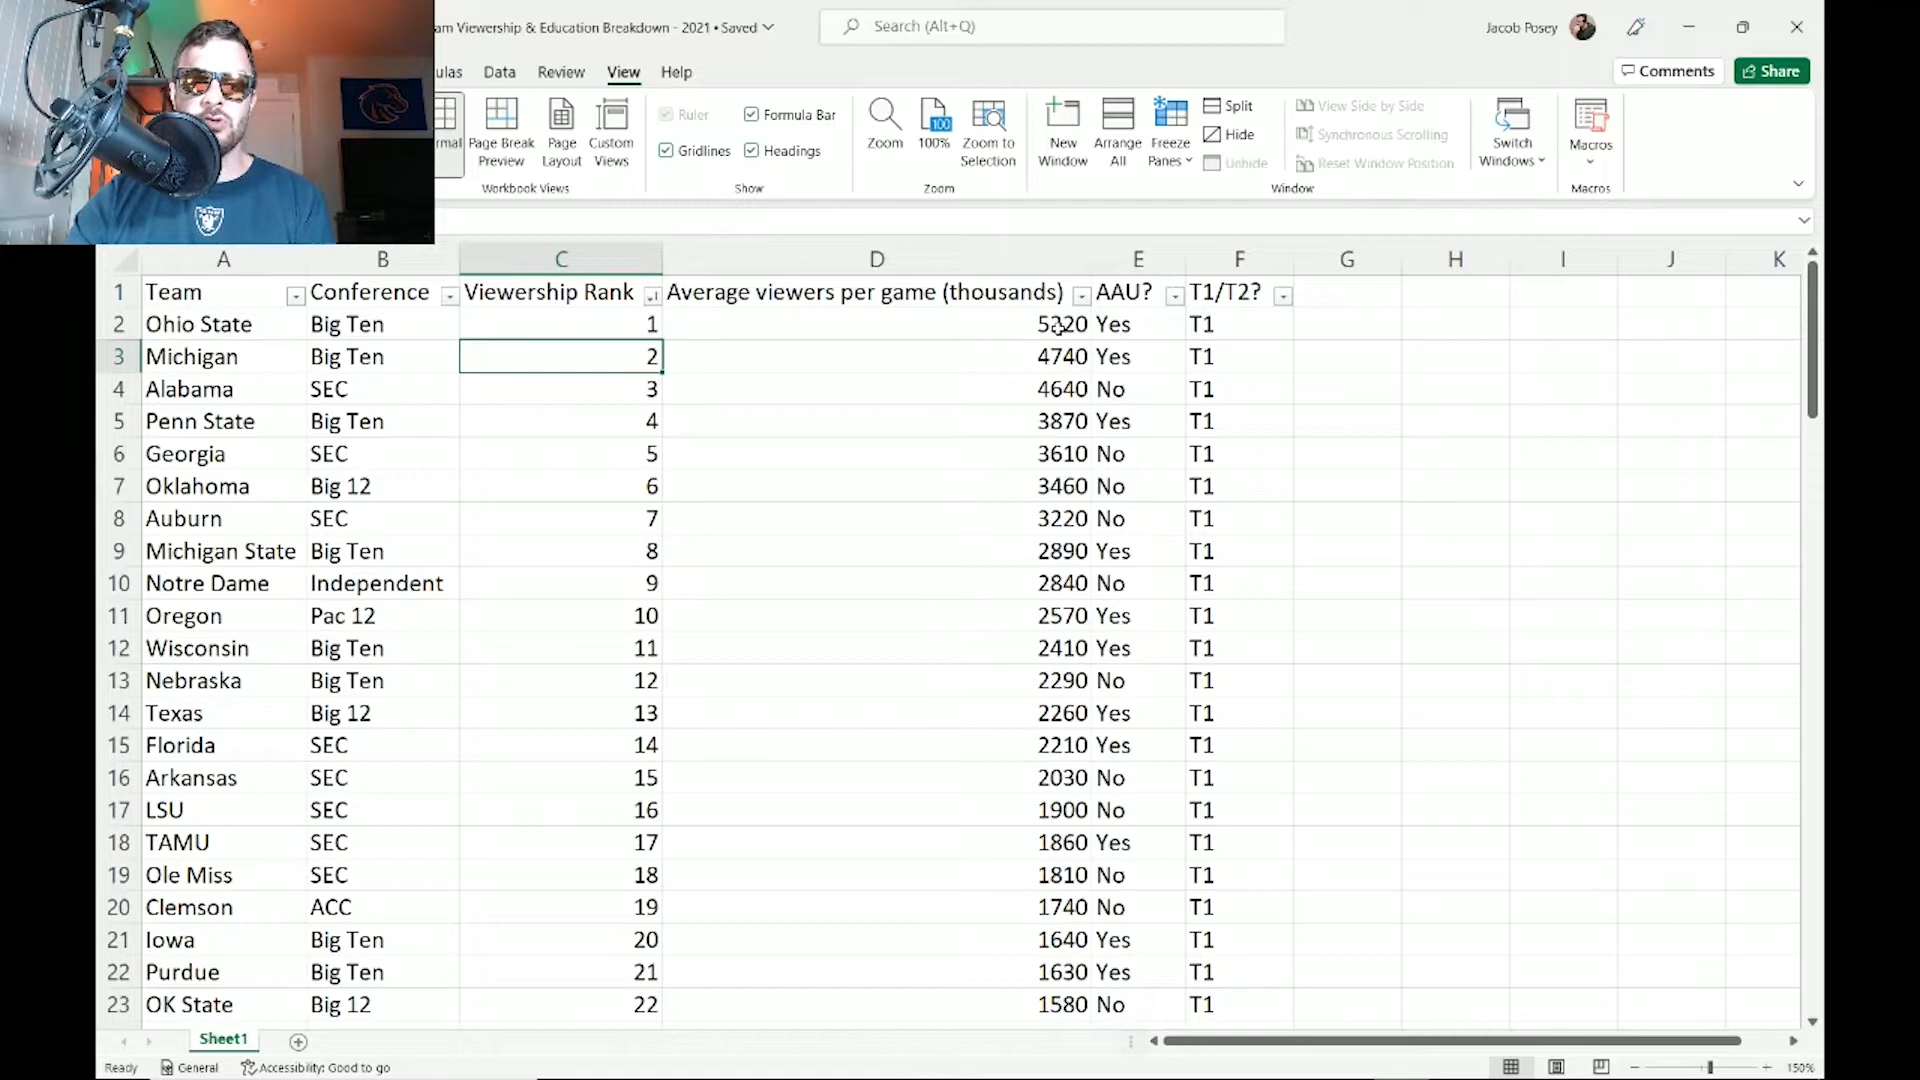 am Viewership & Education Breakdown - 2021 • Saved
Search (Alt+Q)
Jacob Posey
ulas Data Review View Help
Comments Share
rmal
Page Break Preview
Page Layout
Custom Views
Workbook Views
Ruler Formula Bar
Gridlines Headings
Show
Zoom
100
100%
Zoom to Selection
Zoom
New Window
Arrange All
Freeze Panes
Split
Hide
Unhide
View Side by Side
Synchronous Scrolling
Reset Window Position
Switch Windows
Window
Macros
Macros
A B C D E F G H I J K
1 Team Conference Viewership Rank Average viewers per game (thousands) AAU? T1/T2?
2 Ohio State Big Ten 1 Yes T1
3 Michigan Big Ten 2 4740 Yes T1
4 Alabama SEC 3 4640 No T1
5 Penn State Big Ten 4 3870 Yes T1
6 Georgia SEC 5 3610 No T1
7 Oklahoma Big 12 6 3460 No T1
8 Auburn SEC 7 3220 No T1
9 Michigan State Big Ten 8 2890 Yes T1
10 Notre Dame Independent 9 2840 No T1
11 Oregon Pac 12 10 2570 Yes T1
12 Wisconsin Big Ten 11 2410 Yes T1
13 Nebraska Big Ten 12 2290 No T1
14 Texas Big 12 13 2260 Yes T1
15 Florida SEC 14 2210 Yes T1
16 Arkansas SEC 15 2030 No T1
17 LSU SEC 16 1900 No T1
18 TAMU SEC 17 1860 Yes T1
19 Ole Miss SEC 18 1810 No T1
20 Clemson ACC 19 1740 No T1
21 Iowa Big Ten 20 1640 Yes T1
22 Purdue Big Ten 21 1630 Yes T1
23 OK State Big 12 22 1580 No T1
Sheet1
Ready General Accessibility: Good to go 150%